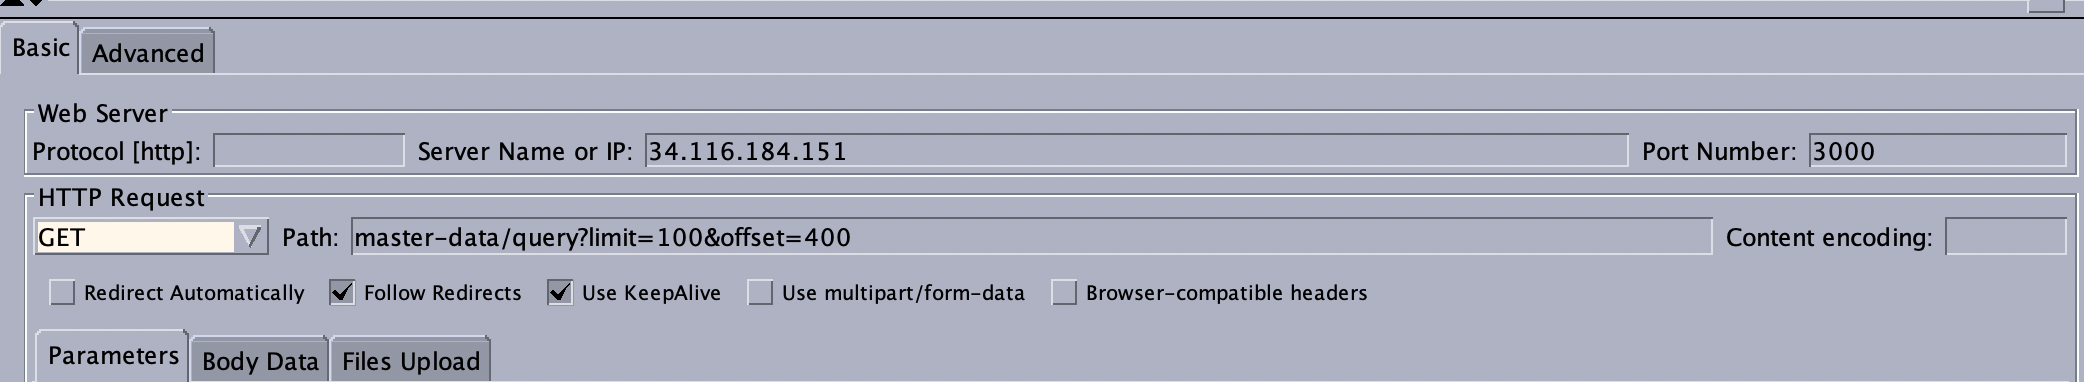 Basic Advanced
Web Server
Protocol [http]: Server Name or IP: 34.116.184.151 Port Number: 3000
HTTP Request
GET Path: master-data/query?limit=100&offset=400 Content encoding:
Redirect Automatically Follow Redirects Use KeepAlive Use multipart/form-data Browser-compatible headers
Parameters Body Data Files Upload